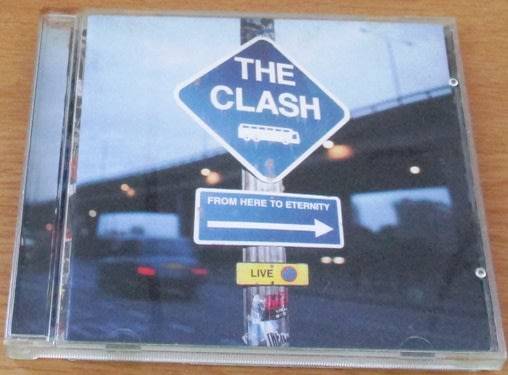 THE
CLASH
FROM HERE TO ETERNITY
LIVE